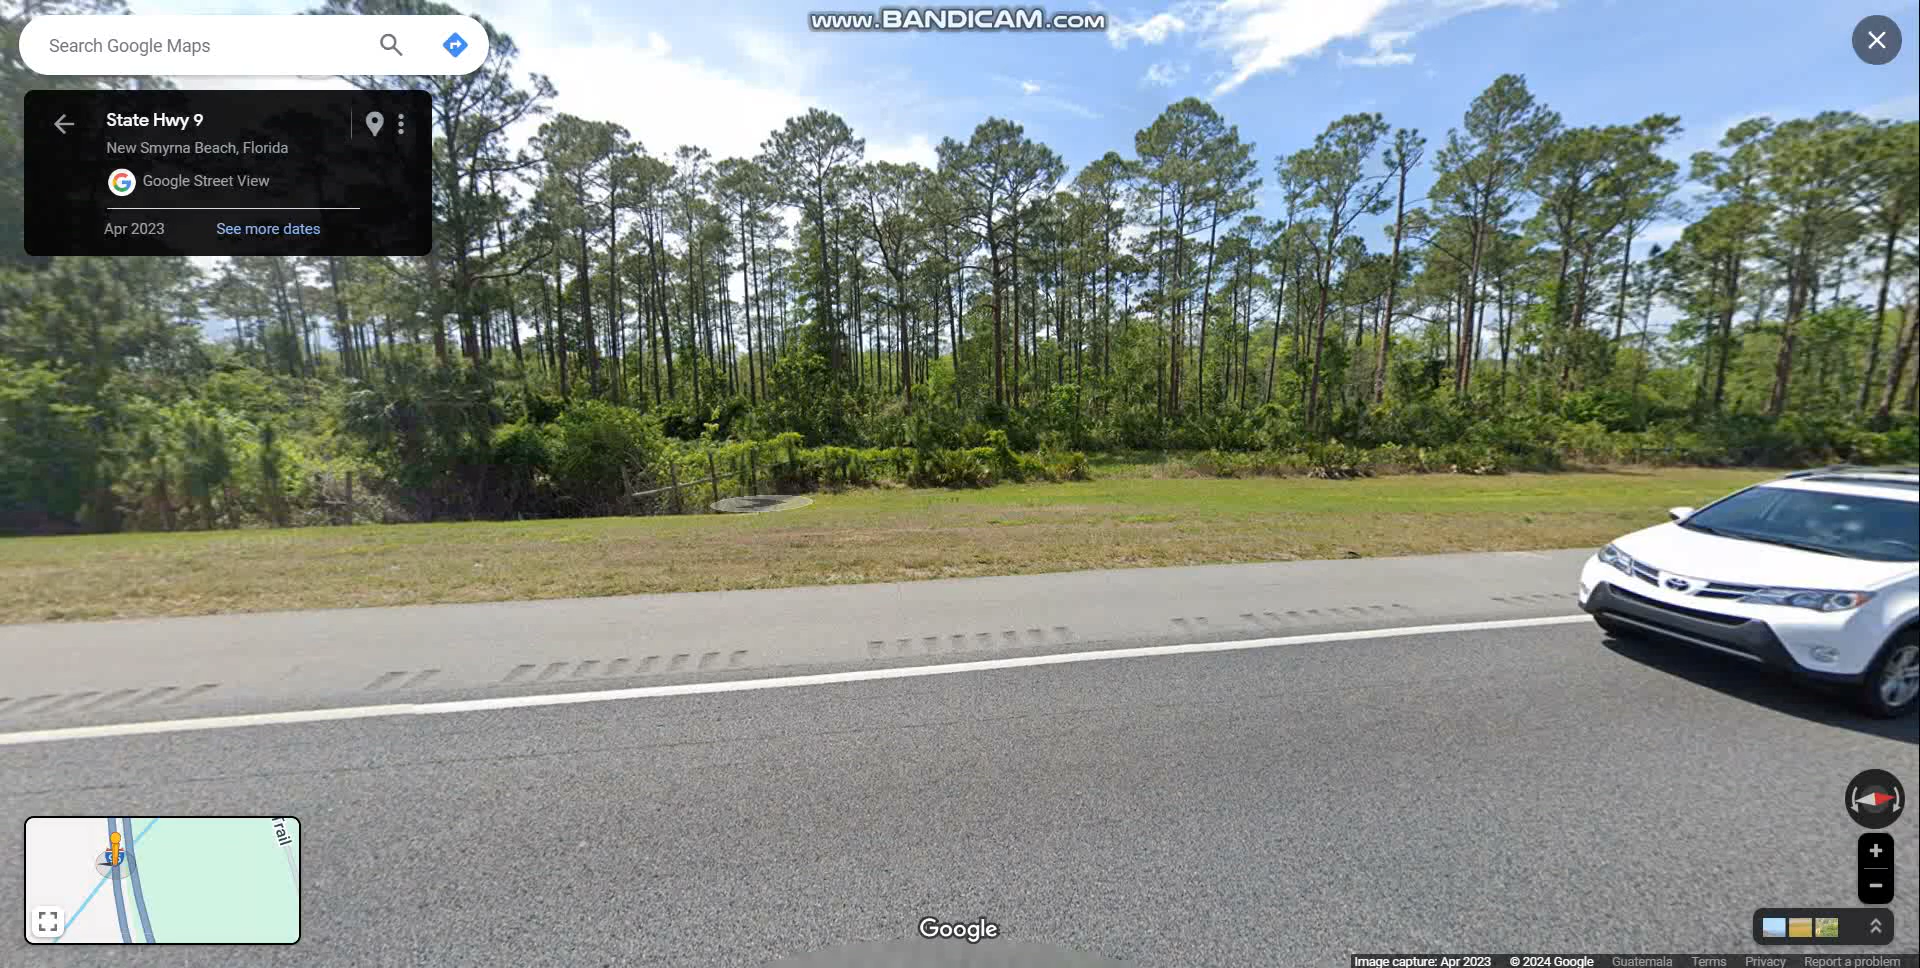 www.BANDICAM.com
Search Google Maps
State Hwy 9
New Smyrna Beach, Florida
Google Street View
Apr 2023 See more dates
Trail
95
Google
Image capture: Apr 2023 © 2024 Google Guatemala Terms Privacy Report a problem